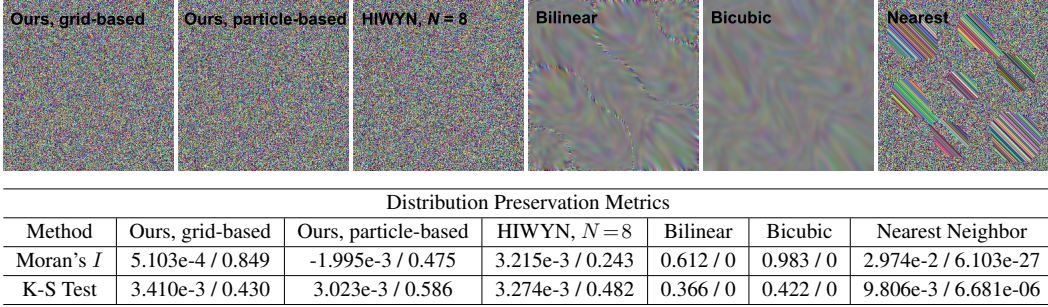 Ours, grid-based Ours, particle-based HIWYN, N = 8 Bilinear Bicubic Nearest
Distribution Preservation Metrics
Method Ours, grid-based Ours, particle-based HIWYN, N=8 Bilinear Bicubic Nearest Neighbor
Moran's I 5.103e-4 / 0.849 -1.995e-3 / 0.475 3.215e-3 / 0.243 0.612 / 0 0.983 / 0 2.974e-2 / 6.103e-27
K-S Test 3.410e-3 / 0.430 3.023e-3 / 0.586 3.274e-3 / 0.482 0.366 / 0 0.422 / 0 9.806e-3 / 6.681e-06